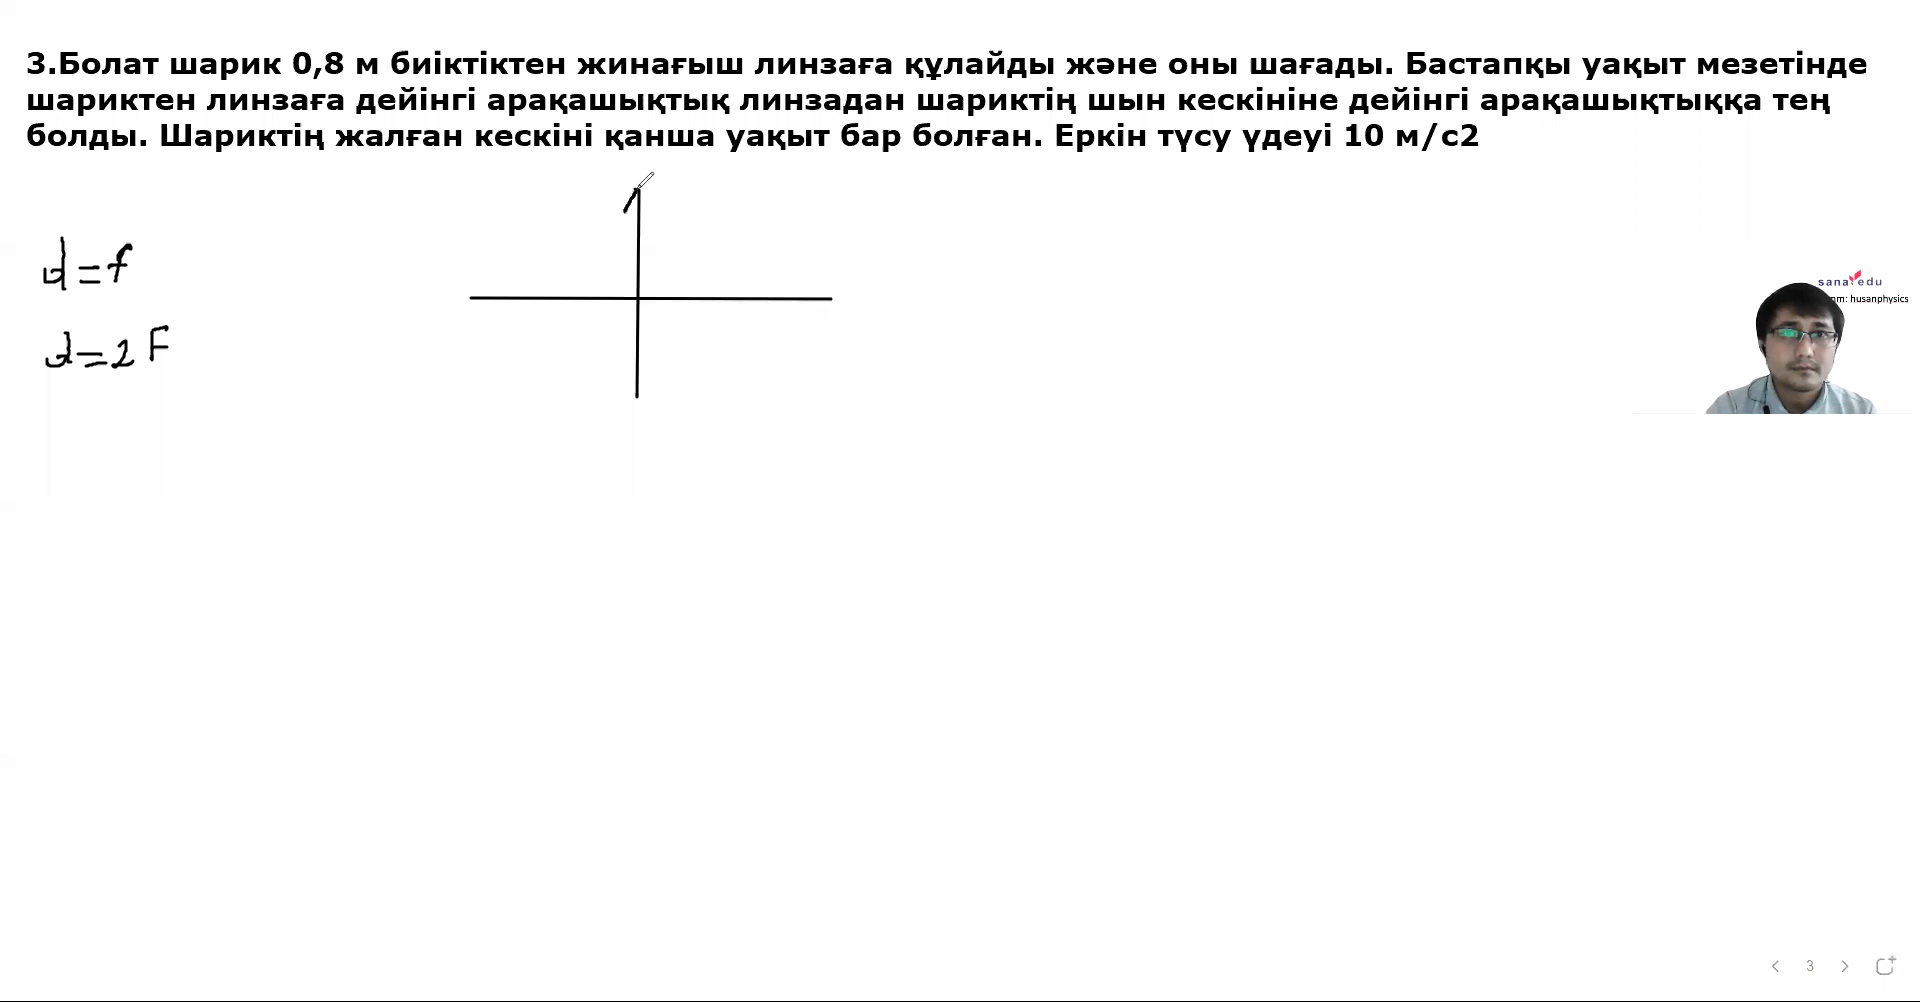 3.Болат шарик 0,8 м биіктіктен жинағыш линзаға құлайды және оны шағады. Бастапқы уақыт мезетінде
шариктен линзаға дейінгі арақашықтық линзадан шариктің шын кескініне дейінгі арақашықтыққа тең
болды. Шариктің жалған кескіні қанша уақыт бар болған. Еркін түсу үдеуі 10 м/с2
d=f
d=2F
sana edu
m: husanphysics
3